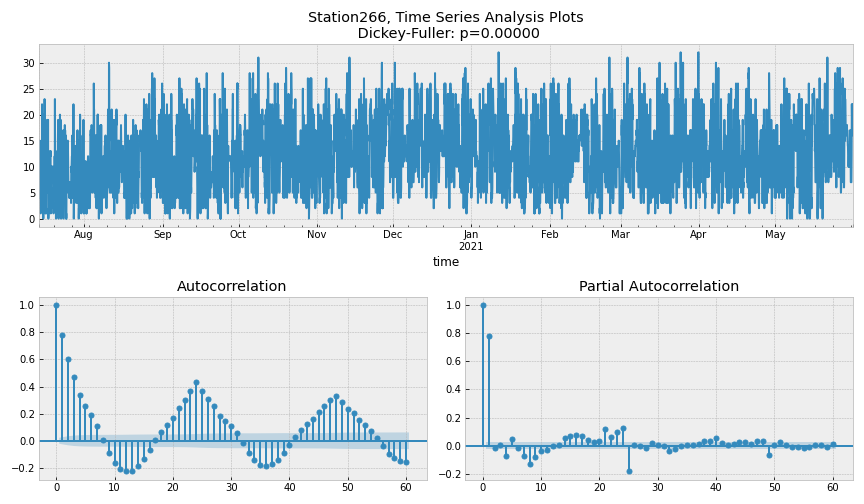 Station266, Time Series Analysis Plots
Dickey-Fuller: p=0.00000
30
25
20
15
10
5
0
Aug Sep Oct Nov Dec Jan Feb Mar Apr May
2021
time
Autocorrelation Partial Autocorrelation
1.0 1.0
0.8 0.8
0.6 0.6
0.4 0.4
0.2 0.2
0.0 0.0
−0.2 −0.2
0 10 20 30 40 50 60 0 10 20 30 40 50 60